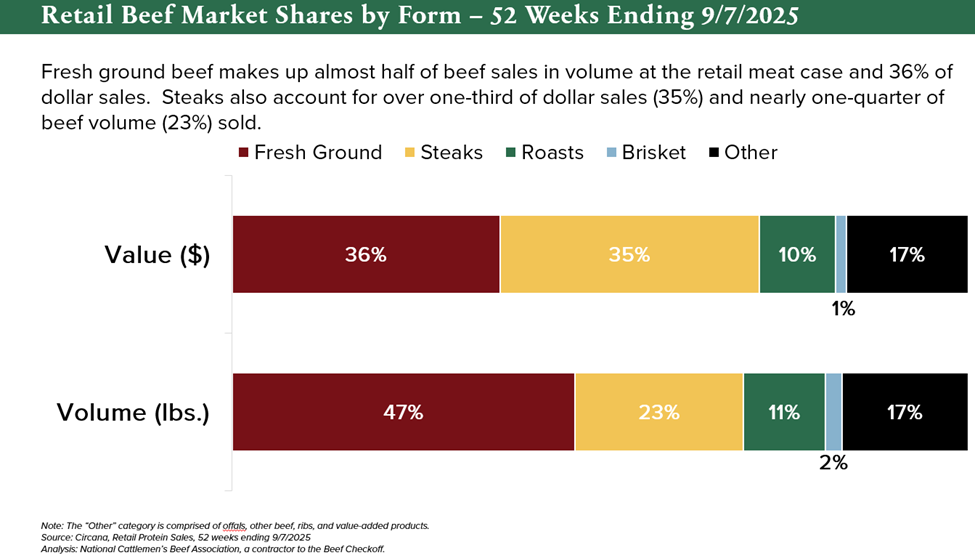 Retail Beef Market Shares by Form – 52 Weeks Ending 9/7/2025
Fresh ground beef makes up almost half of beef sales in volume at the retail meat case and 36% of
dollar sales.  Steaks also account for over one-third of dollar sales (35%) and nearly one-quarter of
beef volume (23%) sold.
Fresh Ground Steaks Roasts Brisket Other
Value ($) 36% 35% 10% 17%
1%
Volume (lbs.) 47% 23% 11% 17%
2%
Note: The “Other” category is comprised of offals, other beef, ribs, and value-added products.
Source: Circana, Retail Protein Sales, 52 weeks ending 9/7/2025
Analysis: National Cattlemen’s Beef Association, a contractor to the Beef Checkoff.